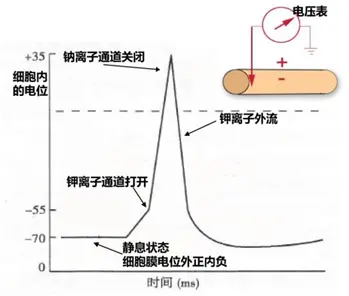 电压表
+35
钠离子通道关闭
细胞内
的电位
+
-
钾离子外流
钾离子通道打开
-55
-70
静息状态
细胞膜电位外正内负
0
时间 (ms)